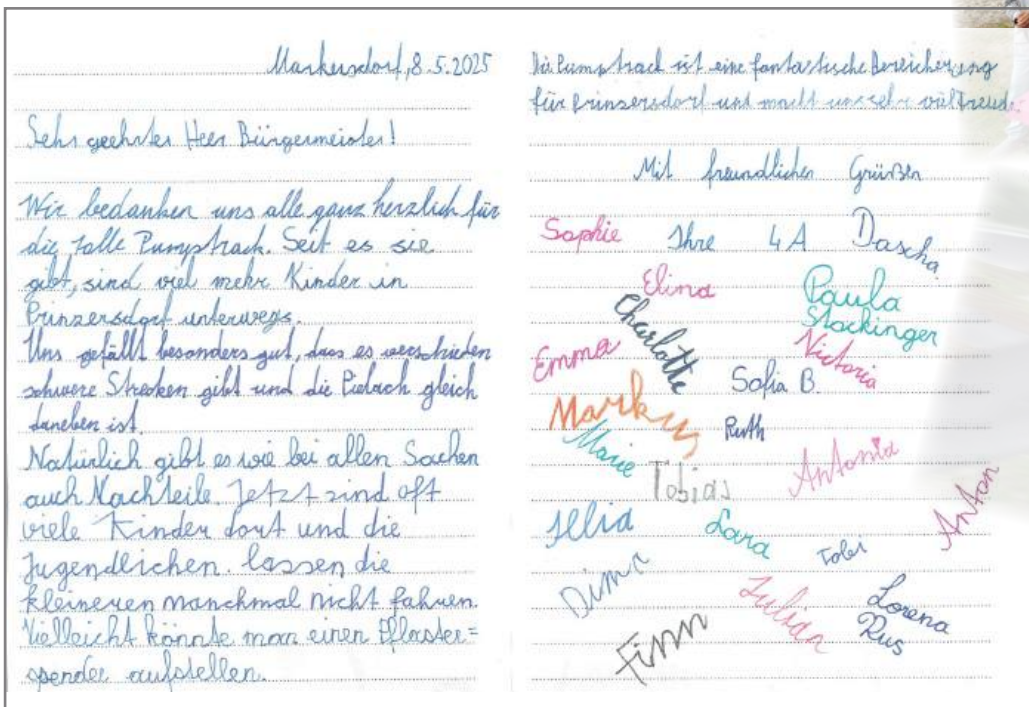 Markersdorf, 8.5.2025
Sehr geehrter Herr Bürgermeister!
Wir bedanken uns alle ganz herzlich für
die tolle Pumptrack. Seit es sie
gibt, sind viel mehr Kinder in
Prinzersdorf unterwegs.
Uns gefällt besonders gut, dass es verschieden
schwere Strecken gibt und die Pielach gleich
daneben ist.
Natürlich gibt es wie bei allen Sachen
auch Nachteile. Jetzt sind oft
viele Kinder dort und die
Jugendlichen lassen die
kleineren manchmal nicht fahren.
Vielleicht könnte man einen Pflaster=
spender aufstellen.
Die Pumptrack ist eine fantastische Bereicherung
für Prinzersdorf und macht uns sehr viel Freude.
Mit freundlichen Grüßen
Sophie Ihre 4A Dascha
Elina Paula
Stockinger
Charlotte
Emma Victoria
Sofia B.
Markus Ruth
Marie
Tobias Antonia
Anton
Illia Lara
Dima
Julian Lorena
Rus
Finn